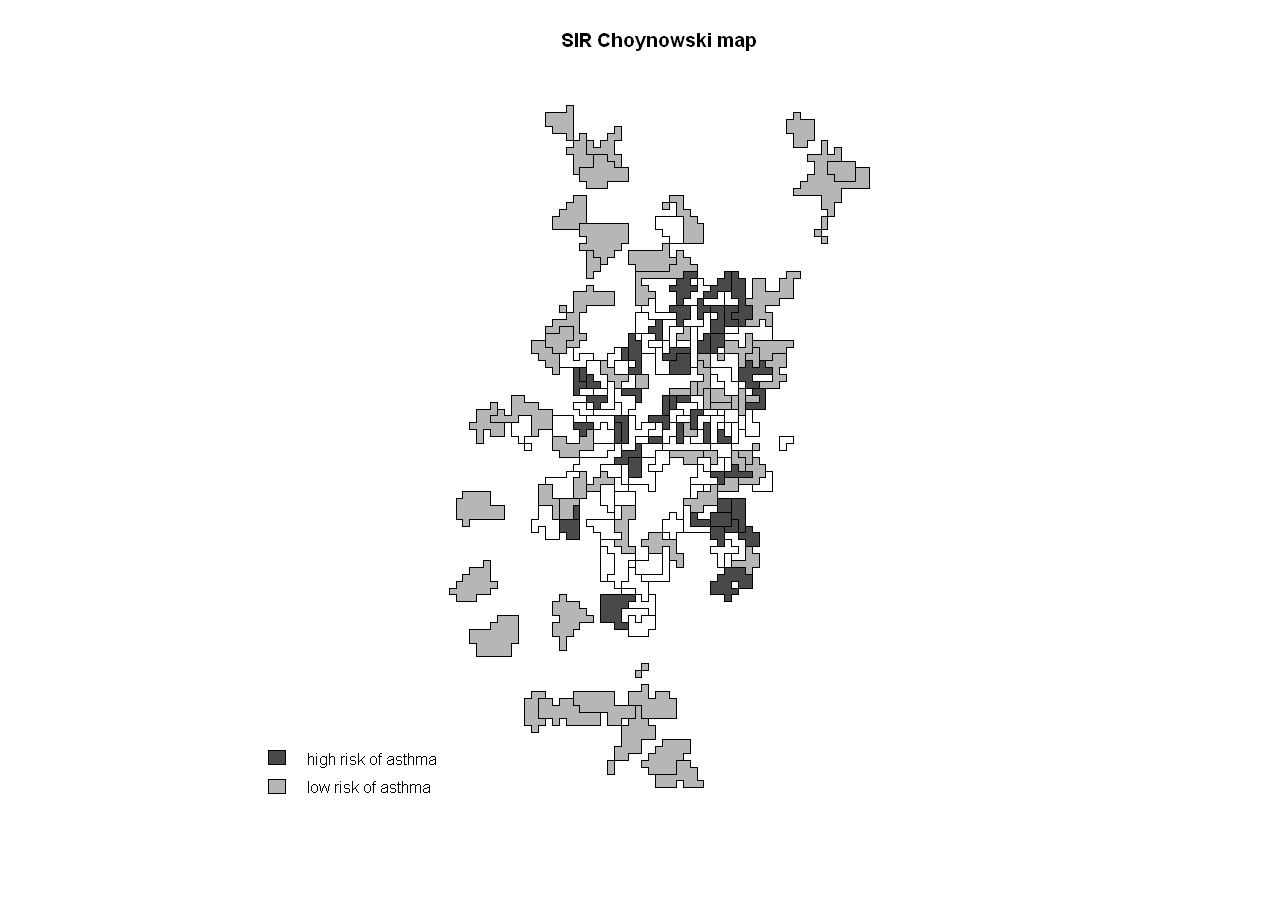 SIR Choynowski map
high risk of asthma
low risk of asthma